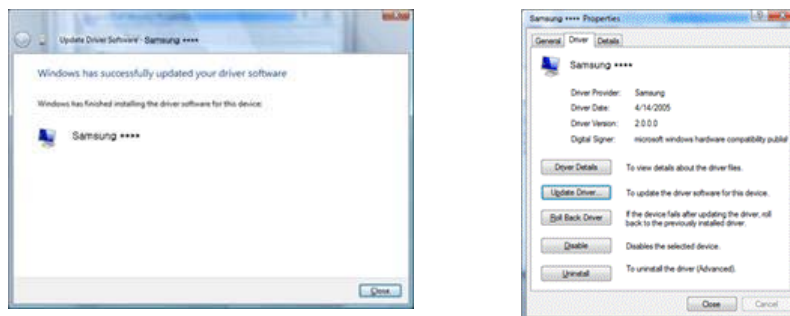 Update Driver Software - Samsung ****
Windows has successfully updated your driver software
Windows has finished installing the driver software for this device:
Samsung ****
Close
Samsung **** Properties
General Driver Details
Samsung ****
Driver Provider: Samsung
Driver Date: 4/14/2005
Driver Version: 2.0.0.0
Digital Signer: microsoft windows hardware compatibility publis
Driver Details To view details about the driver files.
Update Driver... To update the driver software for this device.
Roll Back Driver If the device fails after updating the driver, roll
back to the previously installed driver.
Disable Disables the selected device.
Uninstall To uninstall the driver (Advanced).
Close Cancel